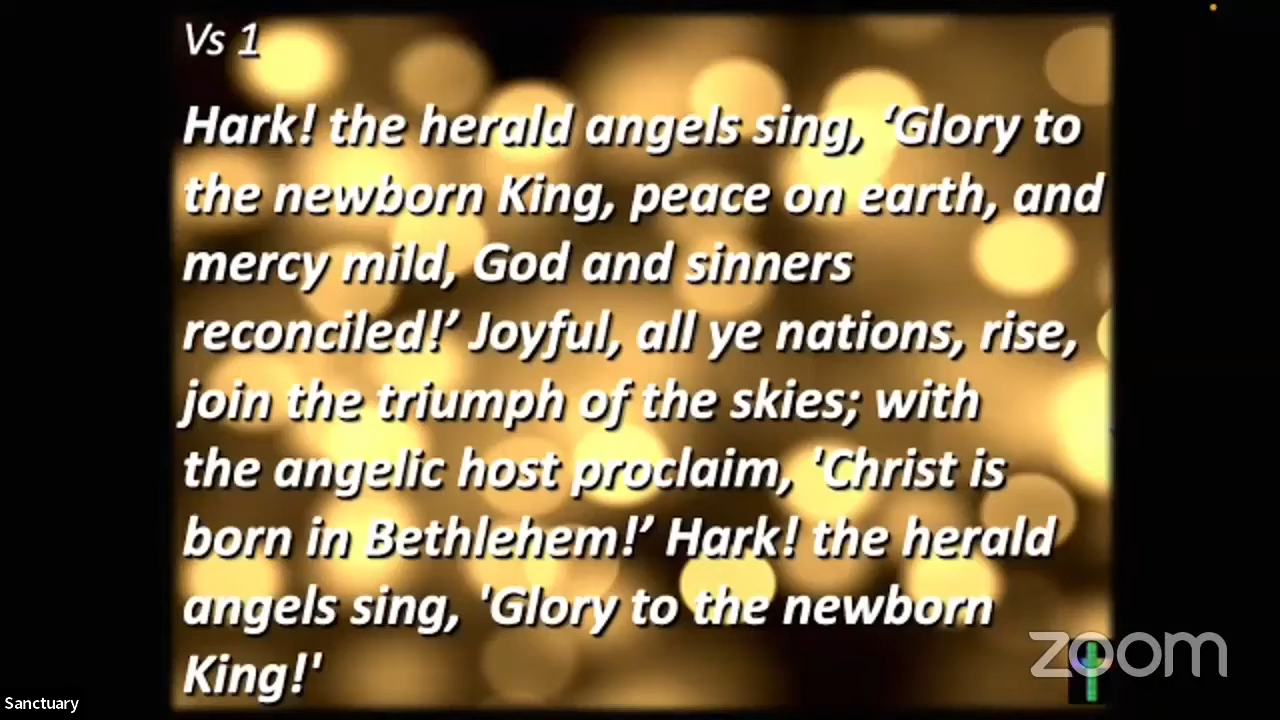 Vs 1
Hark! the herald angels sing, ‘Glory to
the newborn King, peace on earth, and
mercy mild, God and sinners
reconciled!’ Joyful, all ye nations, rise,
join the triumph of the skies; with
the angelic host proclaim, 'Christ is
born in Bethlehem!’ Hark! the herald
angels sing, 'Glory to the newborn
King!'
zoom
Sanctuary